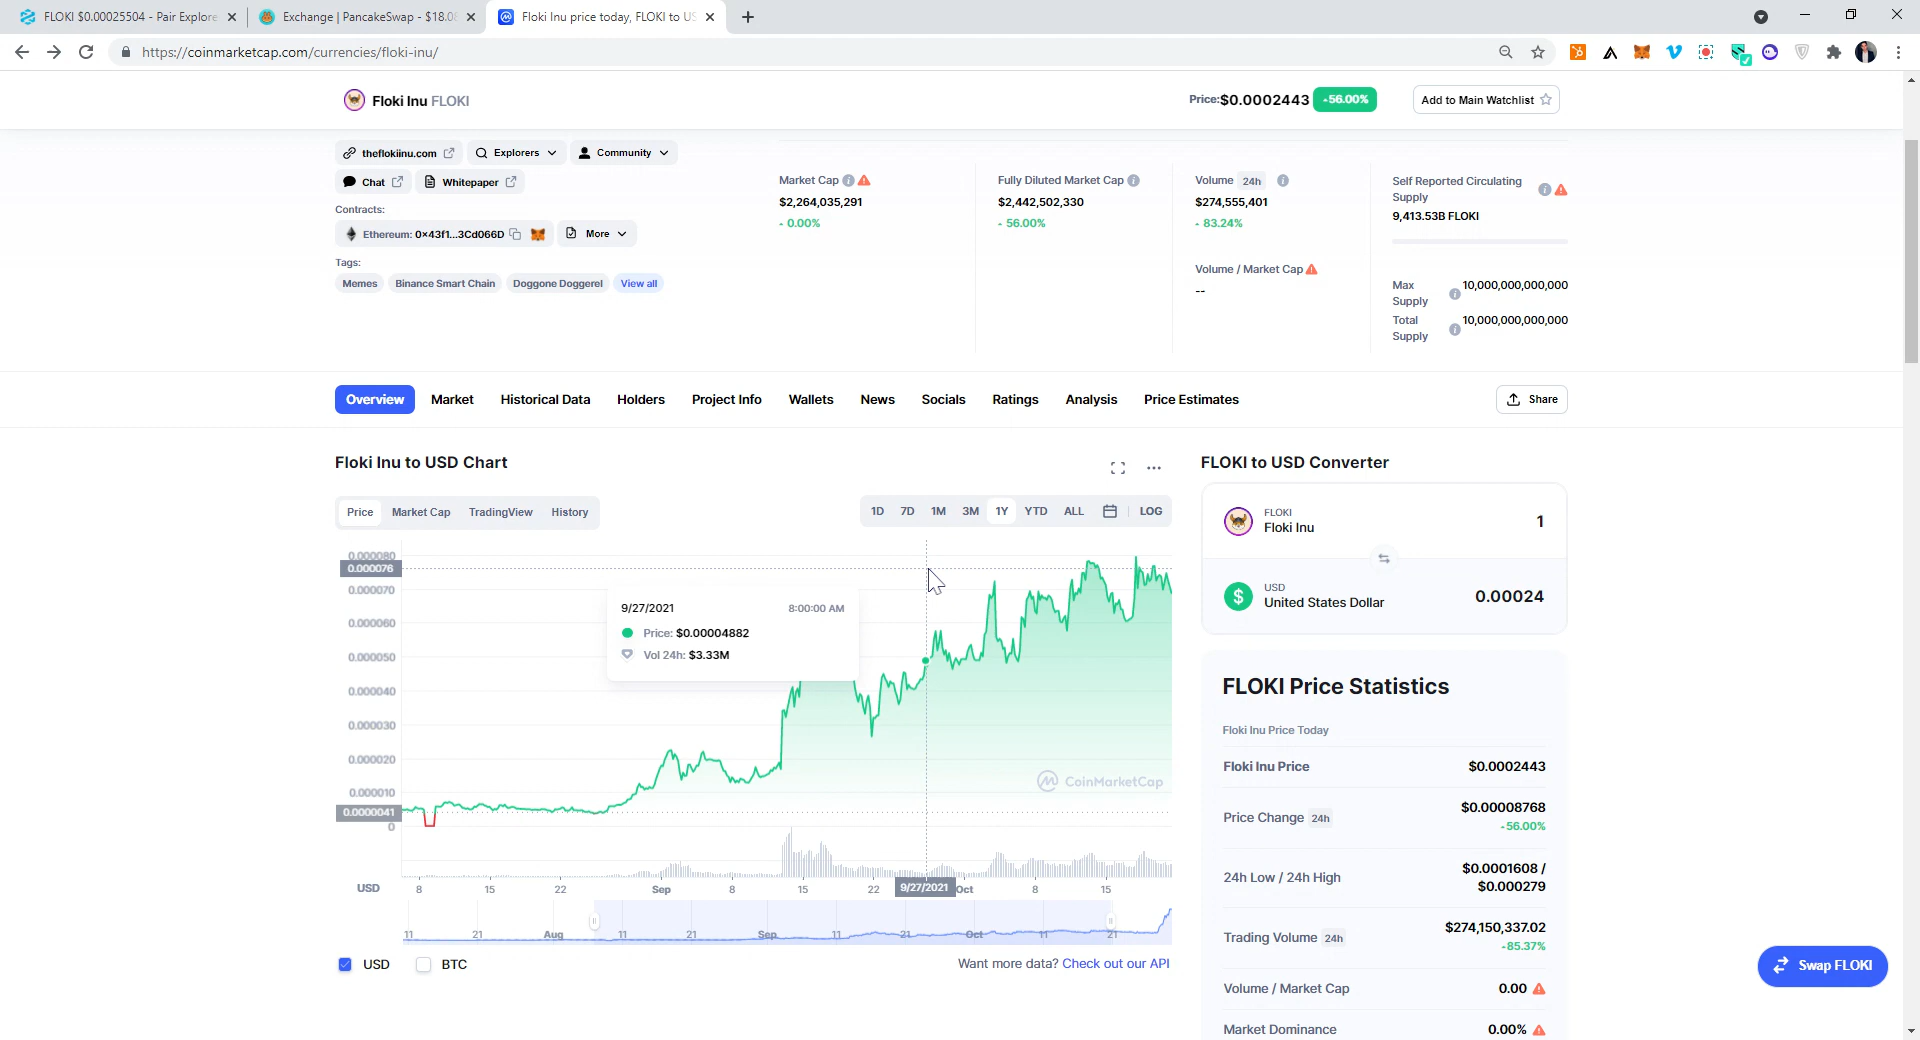 FLOKI $0.00025504 - Pair Explore
Exchange | PancakeSwap - $18.08
Floki Inu price today, FLOKI to US
https://coinmarketcap.com/currencies/floki-inu/
Floki Inu FLOKI
Price:$0.0002443
56.00%
Add to Main Watchlist
theflokiinu.com
Explorers
Community
Chat
Whitepaper
Contracts:
Ethereum: 0x43f1...3Cd066D
More
Tags:
Memes
Binance Smart Chain
Doggone Doggerel
View all
Market Cap
$2,264,035,291
0.00%
Fully Diluted Market Cap
$2,442,502,330
56.00%
Volume 24h
$274,555,401
83.24%
Volume / Market Cap
--
Self Reported Circulating
Supply
9,413.53B FLOKI
Max
Supply
10,000,000,000,000
Total
Supply
10,000,000,000,000
Overview
Market
Historical Data
Holders
Project Info
Wallets
News
Socials
Ratings
Analysis
Price Estimates
Share
Floki Inu to USD Chart
Price
Market Cap
TradingView
History
1D
7D
1M
3M
1Y
YTD
ALL
LOG
0.000080
0.000076
0.000070
0.000060
0.000050
0.000040
0.000030
0.000020
0.000010
0.0000041
0
9/27/2021
8:00:00 AM
Price: $0.00004882
Vol 24h: $3.33M
CoinMarketCap
USD
8
15
22
Sep
8
15
22
9/27/2021
Oct
8
15
11
21
Aug
11
21
Sep
11
21
Oct
11
21
USD
BTC
Want more data? Check out our API
FLOKI to USD Converter
FLOKI
Floki Inu
1
USD
United States Dollar
0.00024
FLOKI Price Statistics
Floki Inu Price Today
Floki Inu Price
$0.0002443
Price Change 24h
$0.00008768
56.00%
24h Low / 24h High
$0.0001608 /
$0.000279
Trading Volume 24h
$274,150,337.02
85.37%
Volume / Market Cap
0.00
Market Dominance
0.00%
Swap FLOKI